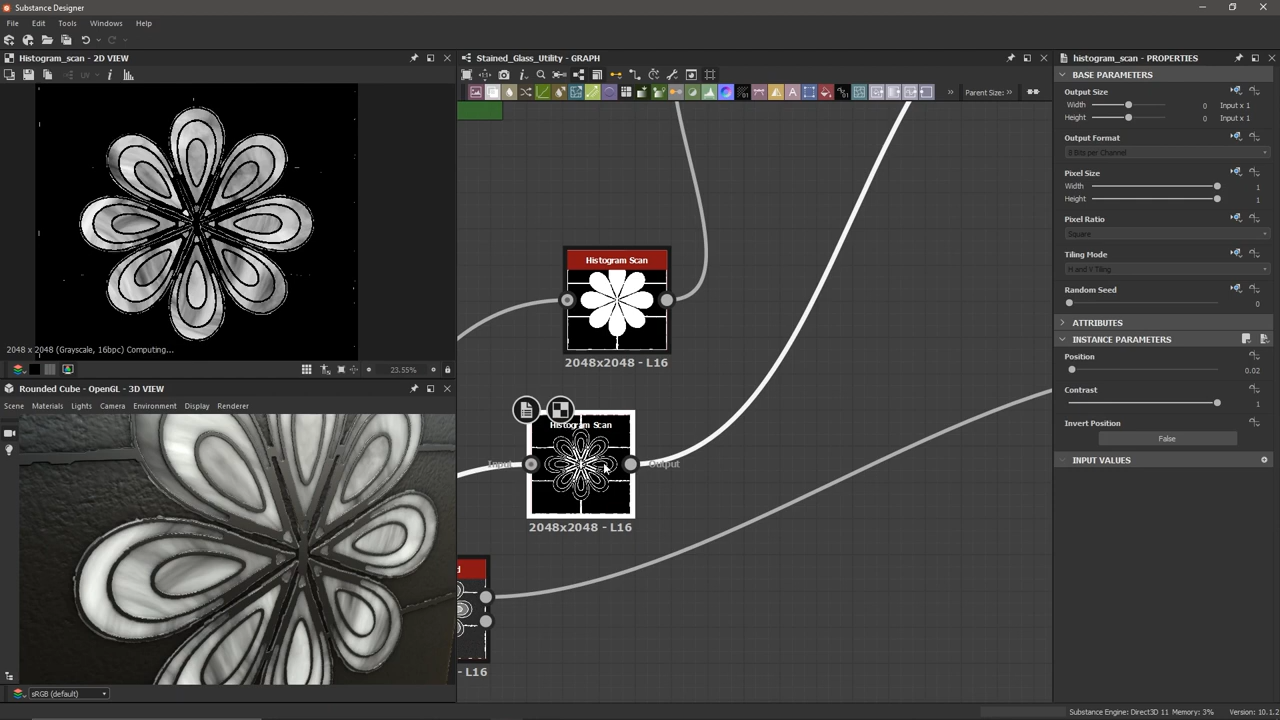 Substance Designer
File Edit Tools Windows Help
Histogram_scan - 2D VIEW
UV
2048 x 2048 (Grayscale, 16bpc) Computing...
23.55%
Rounded Cube - OpenGL - 3D VIEW
Scene Materials Lights Camera Environment Display Renderer
sRGB (default)
Stained_Glass_Utility - GRAPH
Parent Size:
Histogram Scan
2048x2048 - L16
Histogram Scan
Input
Output
2048x2048 - L16
d
- L16
histogram_scan - PROPERTIES
BASE PARAMETERS
Output Size
Width 0 Input x 1
Height 0 Input x 1
Output Format
8 Bits per Channel
Pixel Size
Width 1
Height 1
Pixel Ratio
Square
Tiling Mode
H and V Tiling
Random Seed
0
ATTRIBUTES
INSTANCE PARAMETERS
Position
0.02
Contrast
1
Invert Position
False
INPUT VALUES
Substance Engine: Direct3D 11 Memory: 3% Version: 10.1.2